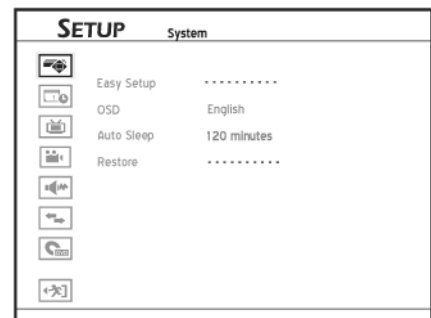 SETUP System
Easy Setup ..........
OSD English
Auto Sleep 120 minutes
Restore ..........